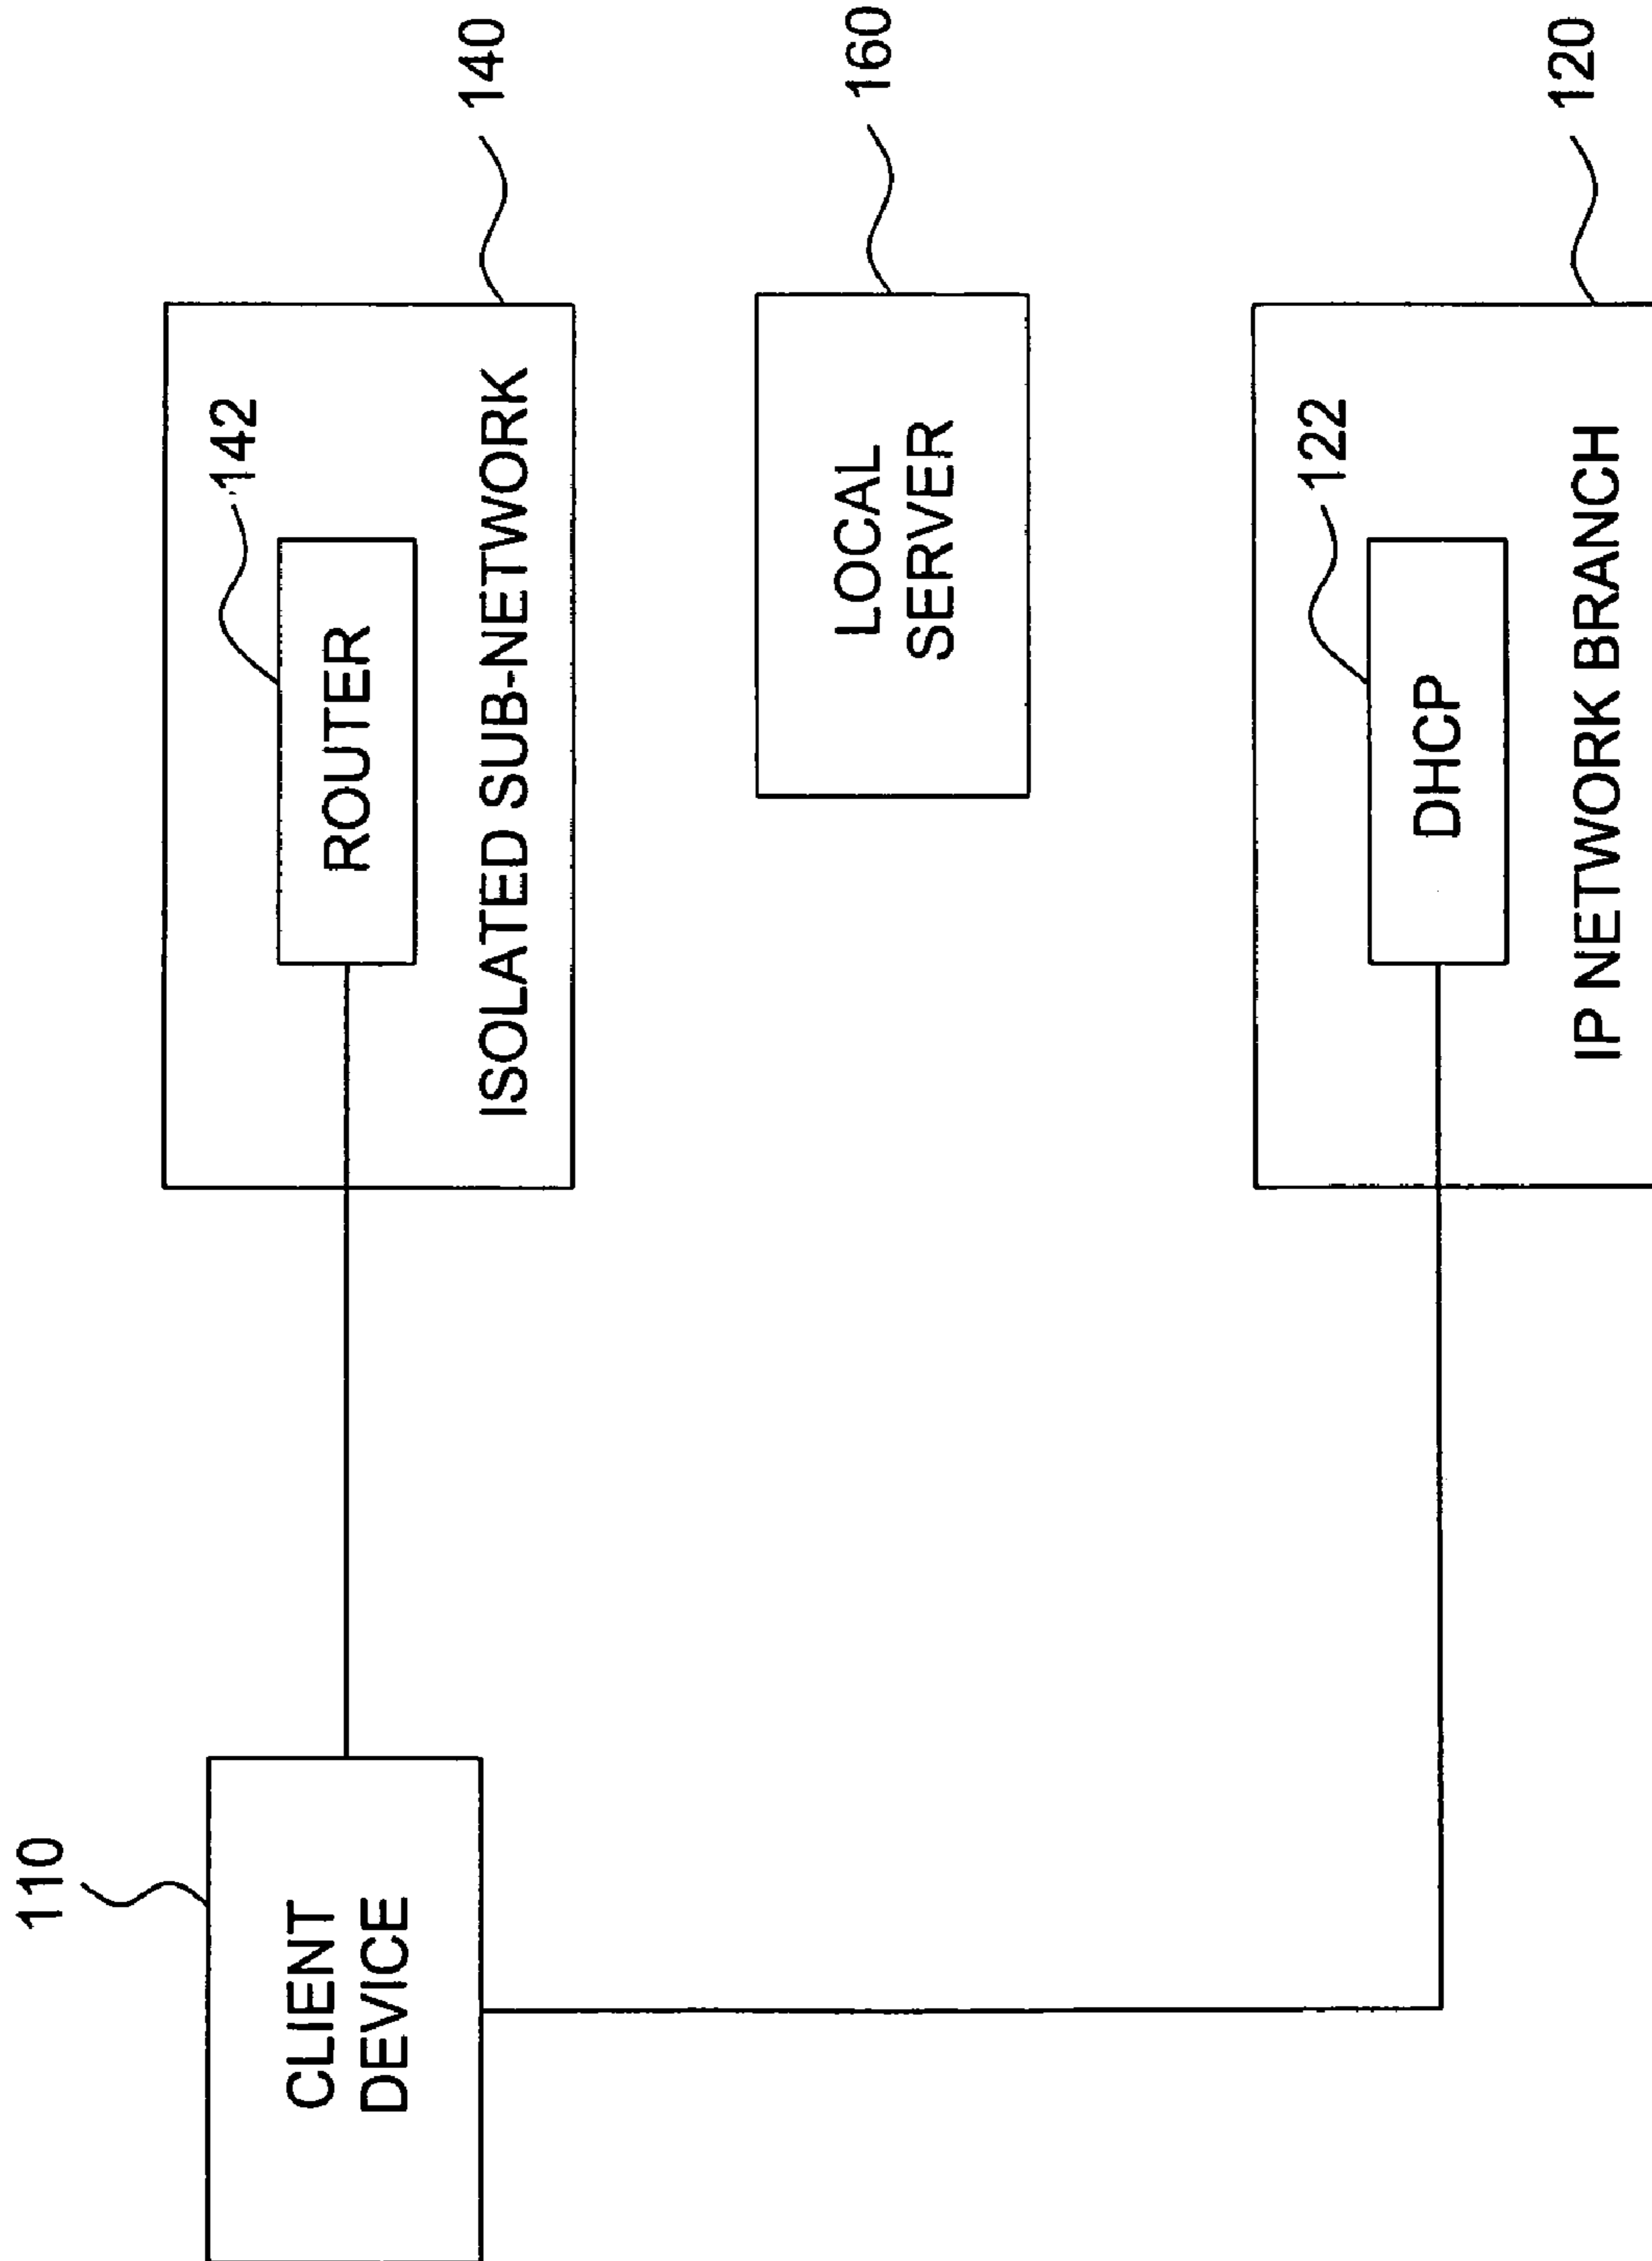 110
CLIENT
DEVICE
142
ROUTER
ISOLATED SUB-NETWORK
140
LOCAL
SERVER
160
122
DHCP
IP NETWORK BRANCH
120